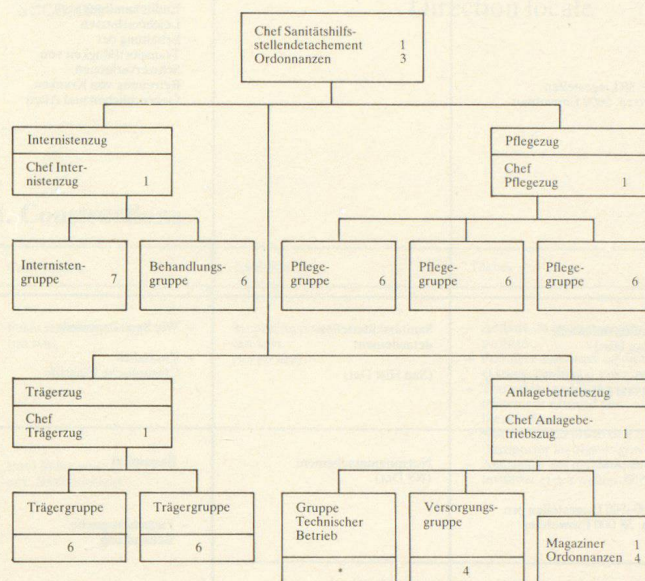 Chef Sanitätshilfs-
stellendetachement 1
Ordonnanzen 3
Internistenzug
Chef Inter-
nistenzug 1
Pflegezug
Chef
Pflegezug 1
Internisten-
gruppe 7
Behandlungs-
gruppe 6
Pflege-
gruppe 6
Pflege-
gruppe 6
Pflege-
gruppe 6
Trägerzug
Chef
Trägerzug 1
Anlagebetriebszug
Chef Anlagebe-
triebszug 1
Trägergruppe
6
Trägergruppe
6
Gruppe
Technischer
Betrieb
*
Versorgungs-
gruppe
4
Magaziner 1
Ordonnanzen 4